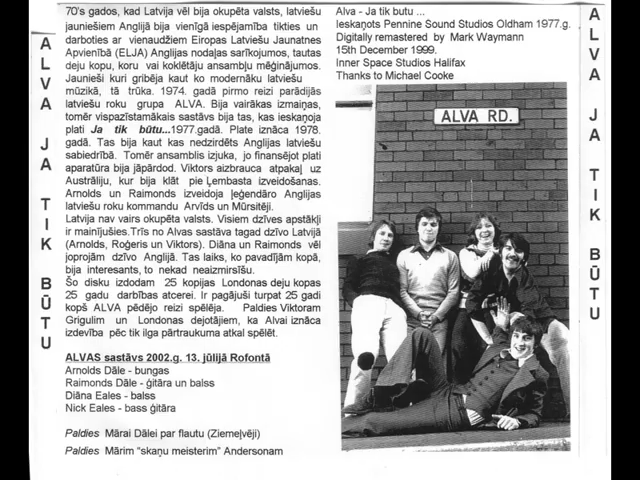 70's gados, kad Latvija vēl bija okupēta valsts, latviešu
jauniešiem Anglijā bija vienīgā iespējamība tikties un
darboties ar vienaudžiem Eiropas Latviešu Jaunatnes
Apvienībā (ELJA) Anglijas nodaļas sarīkojumos, tautas
deju kopu, koru vai koklētāju ansambļu mēģinājumos.
Jaunieši kuri gribēja kaut ko modernāku latviešu
mūzikā, tā trūka. 1974. gadā pirmo reizi parādijās
latviešu roku grupa ALVA. Bija vairākas izmaiņas,
tomēr vispazīstamākais sastāvs bija tas, kas ieskaņoja
plati Ja tik būtu...1977.gadā. Plate iznāca 1978.
gadā. Tas bija kaut kas nedzirdēts Anglijas latviešu
sabiedrībā. Tomēr ansamblis izjuka, jo finansējot plati
aparatūra bija jāpārdod. Viktors aizbrauca atpakaļ uz
Austrāliju, kur bija klāt pie Ļembasta izveidošanas.
Arnolds un Raimonds izveidoja leģendāro Anglijas
latviešu roku kommandu Arvīds un Mūrsitēji.
Latvija nav vairs okupēta valsts. Visiem dzīves apstākļi
ir mainījušies.Trīs no Alvas sastāva tagad dzīvo Latvijā
(Arnolds, Roģeris un Viktors). Diāna un Raimonds vēl
joprojām dzīvo Anglijā. Tas laiks, ko pavadījām kopā,
bija interesants, to nekad neaizmirsīšu.
Šo disku izdodam 25 kopijas Londonas deju kopas
25 gadu darbības atcerei. Ir pagājuši turpat 25 gadi
kopš ALVA pēdējo reizi spēlēja. Paldies Viktoram
Grigulim un Londonas dejotājiem, ka Alvai iznāca
izdevība pēc tik ilga pārtraukuma atkal spēlēt.
ALVAS sastāvs 2002.g. 13. jūlijā Rofontā
Arnolds Dāle - bungas
Raimonds Dāle - ģitāra un balss
Diāna Eales - balss
Nick Eales - bass ģitāra
Paldies Mārai Dālei par flautu (Ziemeļvēji)
Paldies Mārim "skaņu meisterim" Andersonam
ALVA JA TIK BŪTU
Alva - Ja tik butu ...
Ieskaņots Pennine Sound Studios Oldham 1977.g.
Digitally remastered by Mark Waymann
15th December 1999.
Inner Space Studios Halifax
Thanks to Michael Cooke
ALVA RD.
ALVA JA TIK BŪTU